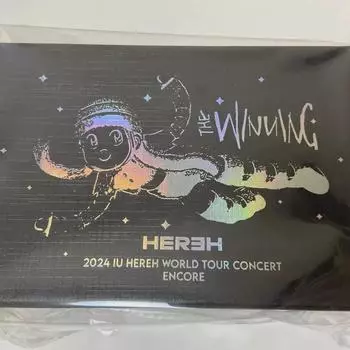 THE WINNING
HEREH
2024 IU HEREH WORLD TOUR CONCERT
ENCORE